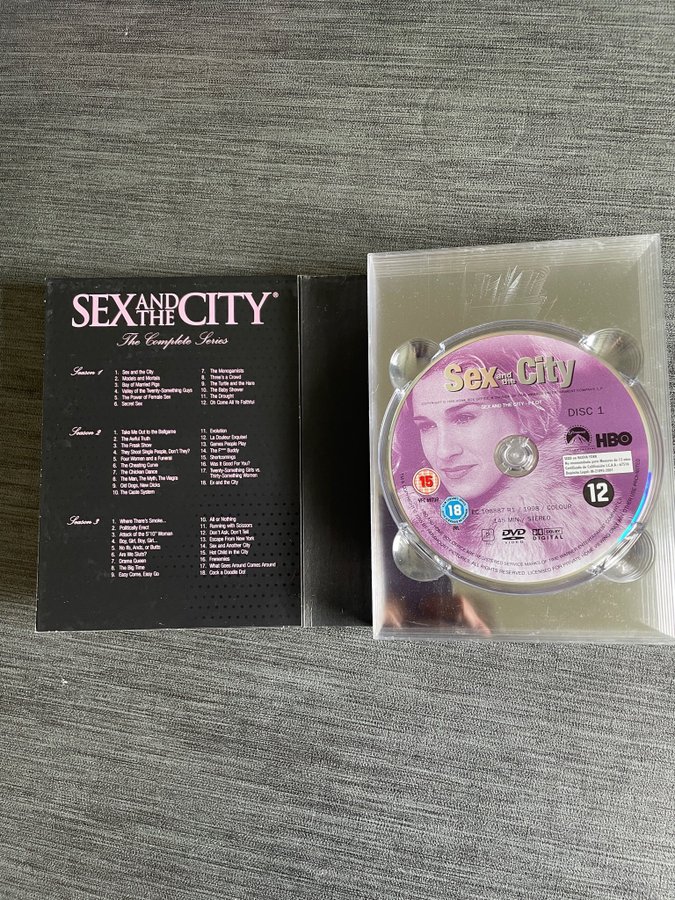 SEX AND THE CITY®
The Complete Series
Season 1
1. Sex and the City
2. Models and Mortals
3. Bay of Married Pigs
4. Valley of the Twenty-Something Guys
5. The Power of Female Sex
6. Secret Sex
7. The Monogamists
8. Three's a Crowd
9. The Turtle and the Hare
10. The Baby Shower
11. The Drought
12. Oh Come All Ye Faithful
Season 2
1. Take Me Out to the Ballgame
2. The Awful Truth
3. The Freak Show
4. They Shoot Single People, Don't They?
5. Four Women and a Funeral
6. The Cheating Curve
7. The Chicken Dance
8. The Man, The Myth, The Viagra
9. Old Dogs, New Dicks
10. The Caste System
11. Evolution
12. La Douleur Exquise!
13. Games People Play
14. The F*** Buddy
15. Shortcomings
16. Was it Good For You?
17. Twenty-Something Girls vs.
Thirty-Something Women
18. Ex and the City
Season 3
1. Where There's Smoke...
2. Politically Erect
3. Attack of the 5'10" Woman
4. Boy, Girl, Boy, Girl...
5. No Ifs, Ands, or Butts
6. Are We Sluts?
7. Drama Queen
8. The Big Time
9. Easy Come, Easy Go
10. All or Nothing
11. Running with Scissors
12. Don't Ask, Don't Tell
13. Escape From New York
14. Sex and Another City
15. Hot Child in the City
16. Frenemies
17. What Goes Around Comes Around
18. Cock a Doodle Do!
Sex and the City
SEX AND THE CITY
DISC 1
HBO
15
18
12
1998 / COLOUR
145 MIN / STEREO
DVD
VIDEO
DOLBY
DIGITAL